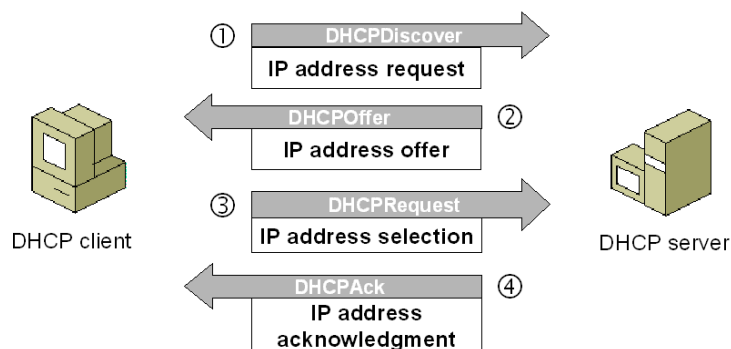 ① DHCPDiscover
IP address request
DHCPOffer ②
IP address offer
③ DHCPRequest
IP address selection
DHCP client
DHCP server
DHCPAck ④
IP address
acknowledgment